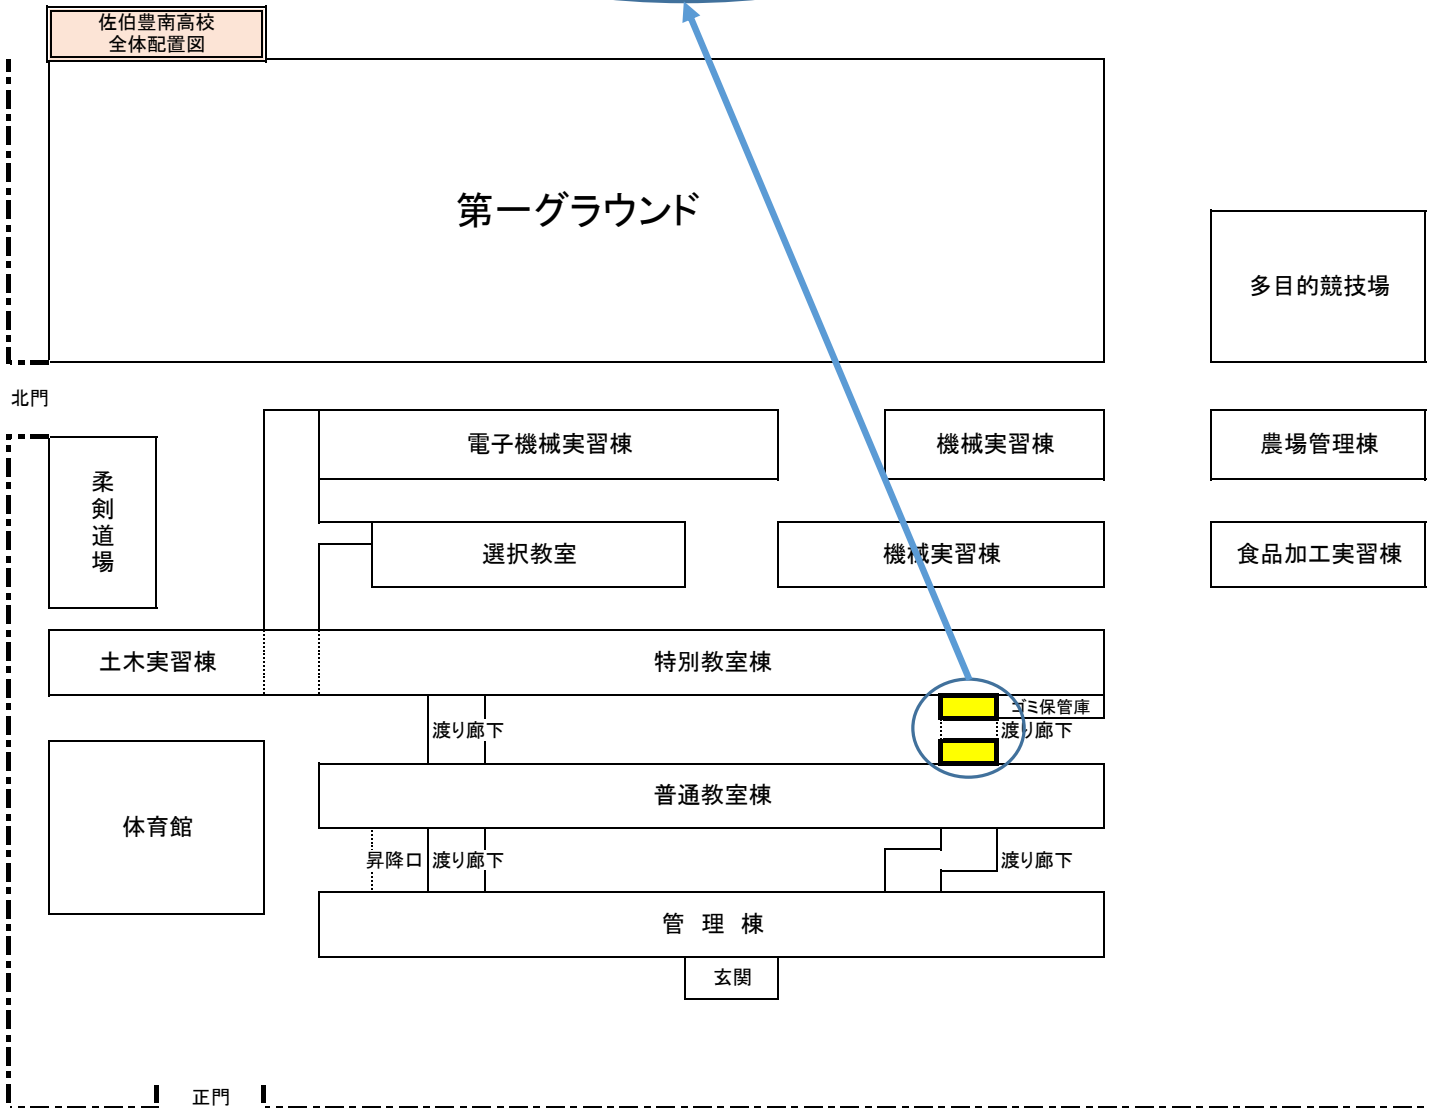 佐伯豊南高校
全体配置図
第一グラウンド
多目的競技場
北門
電子機械実習棟
機械実習棟
農場管理棟
柔剣道場
選択教室
機械実習棟
食品加工実習棟
土木実習棟
特別教室棟
ゴミ保管庫
渡り廊下
渡り廊下
普通教室棟
体育館
昇降口
渡り廊下
渡り廊下
管 理 棟
玄関
正門